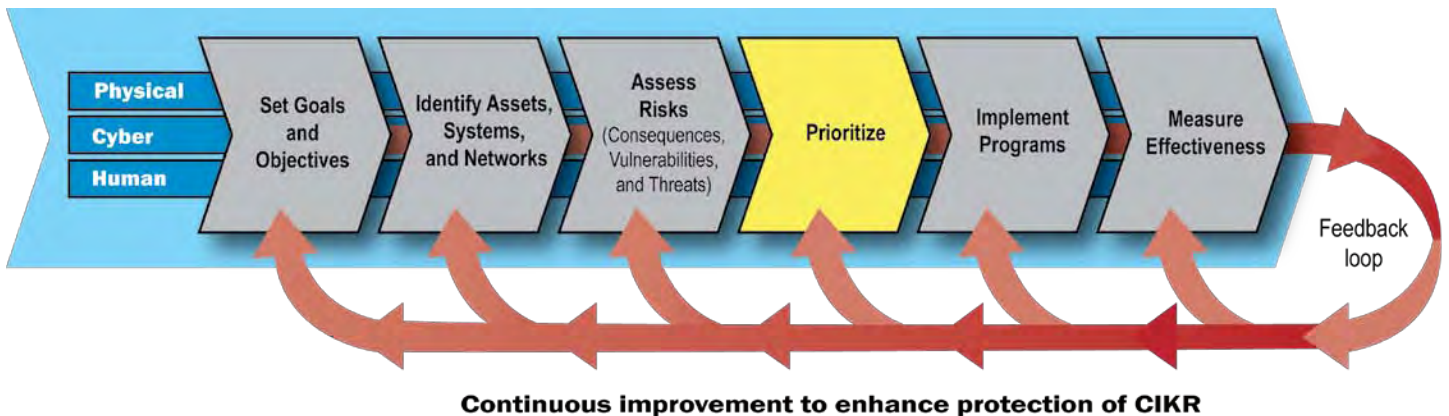 Physical
Cyber
Human
Set Goals
and
Objectives
Identify Assets,
Systems,
and Networks
Assess
Risks
(Consequences,
Vulnerabilities,
and Threats)
Prioritize
Implement
Programs
Measure
Effectiveness
Feedback
loop
Continuous improvement to enhance protection of CIKR